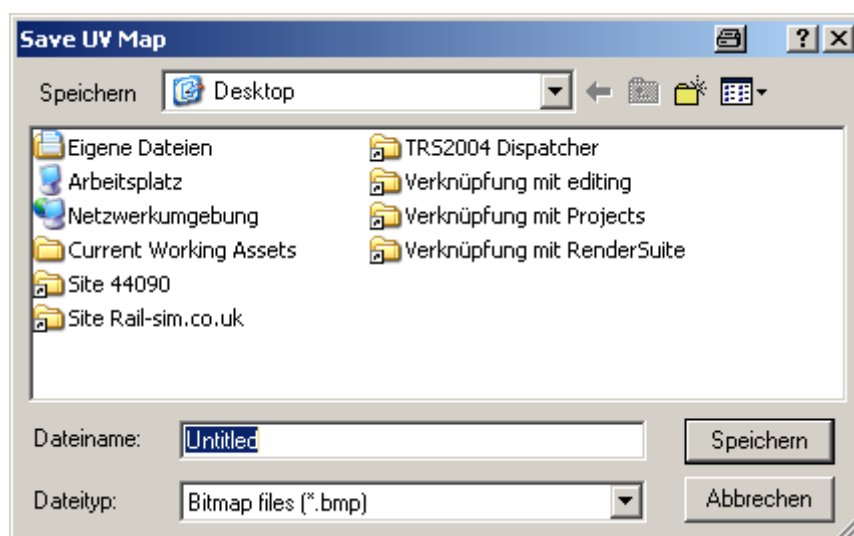 Save UV Map
Speichern Desktop
Eigene Dateien
Arbeitsplatz
Netzwerkumgebung
Current Working Assets
Site 44090
Site Rail-sim.co.uk
TRS2004 Dispatcher
Verknüpfung mit editing
Verknüpfung mit Projects
Verknüpfung mit RenderSuite
Dateiname: Untitled Speichern
Dateityp: Bitmap files (*.bmp) Abbrechen